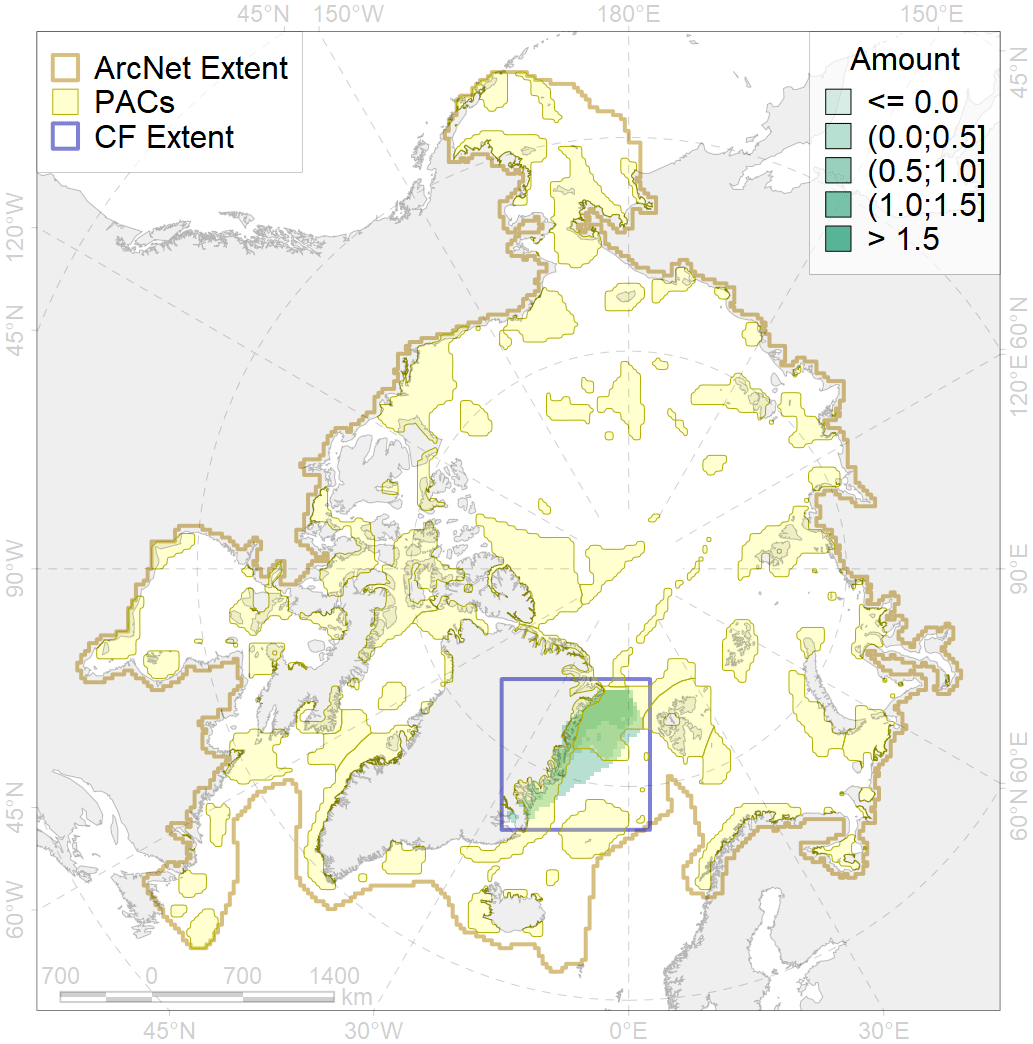 45°N 150°W 180°E 150°E
ArcNet Extent
PACs
CF Extent
Amount
<= 0.0
(0.0;0.5]
(0.5;1.0]
(1.0;1.5]
> 1.5
45°N
120°W
45°N
60°N
120°E
90°W
90°E
45°N
60°E
60°N
60°W
700 0 700 1400
km
45°N 30°W 0°E 30°E